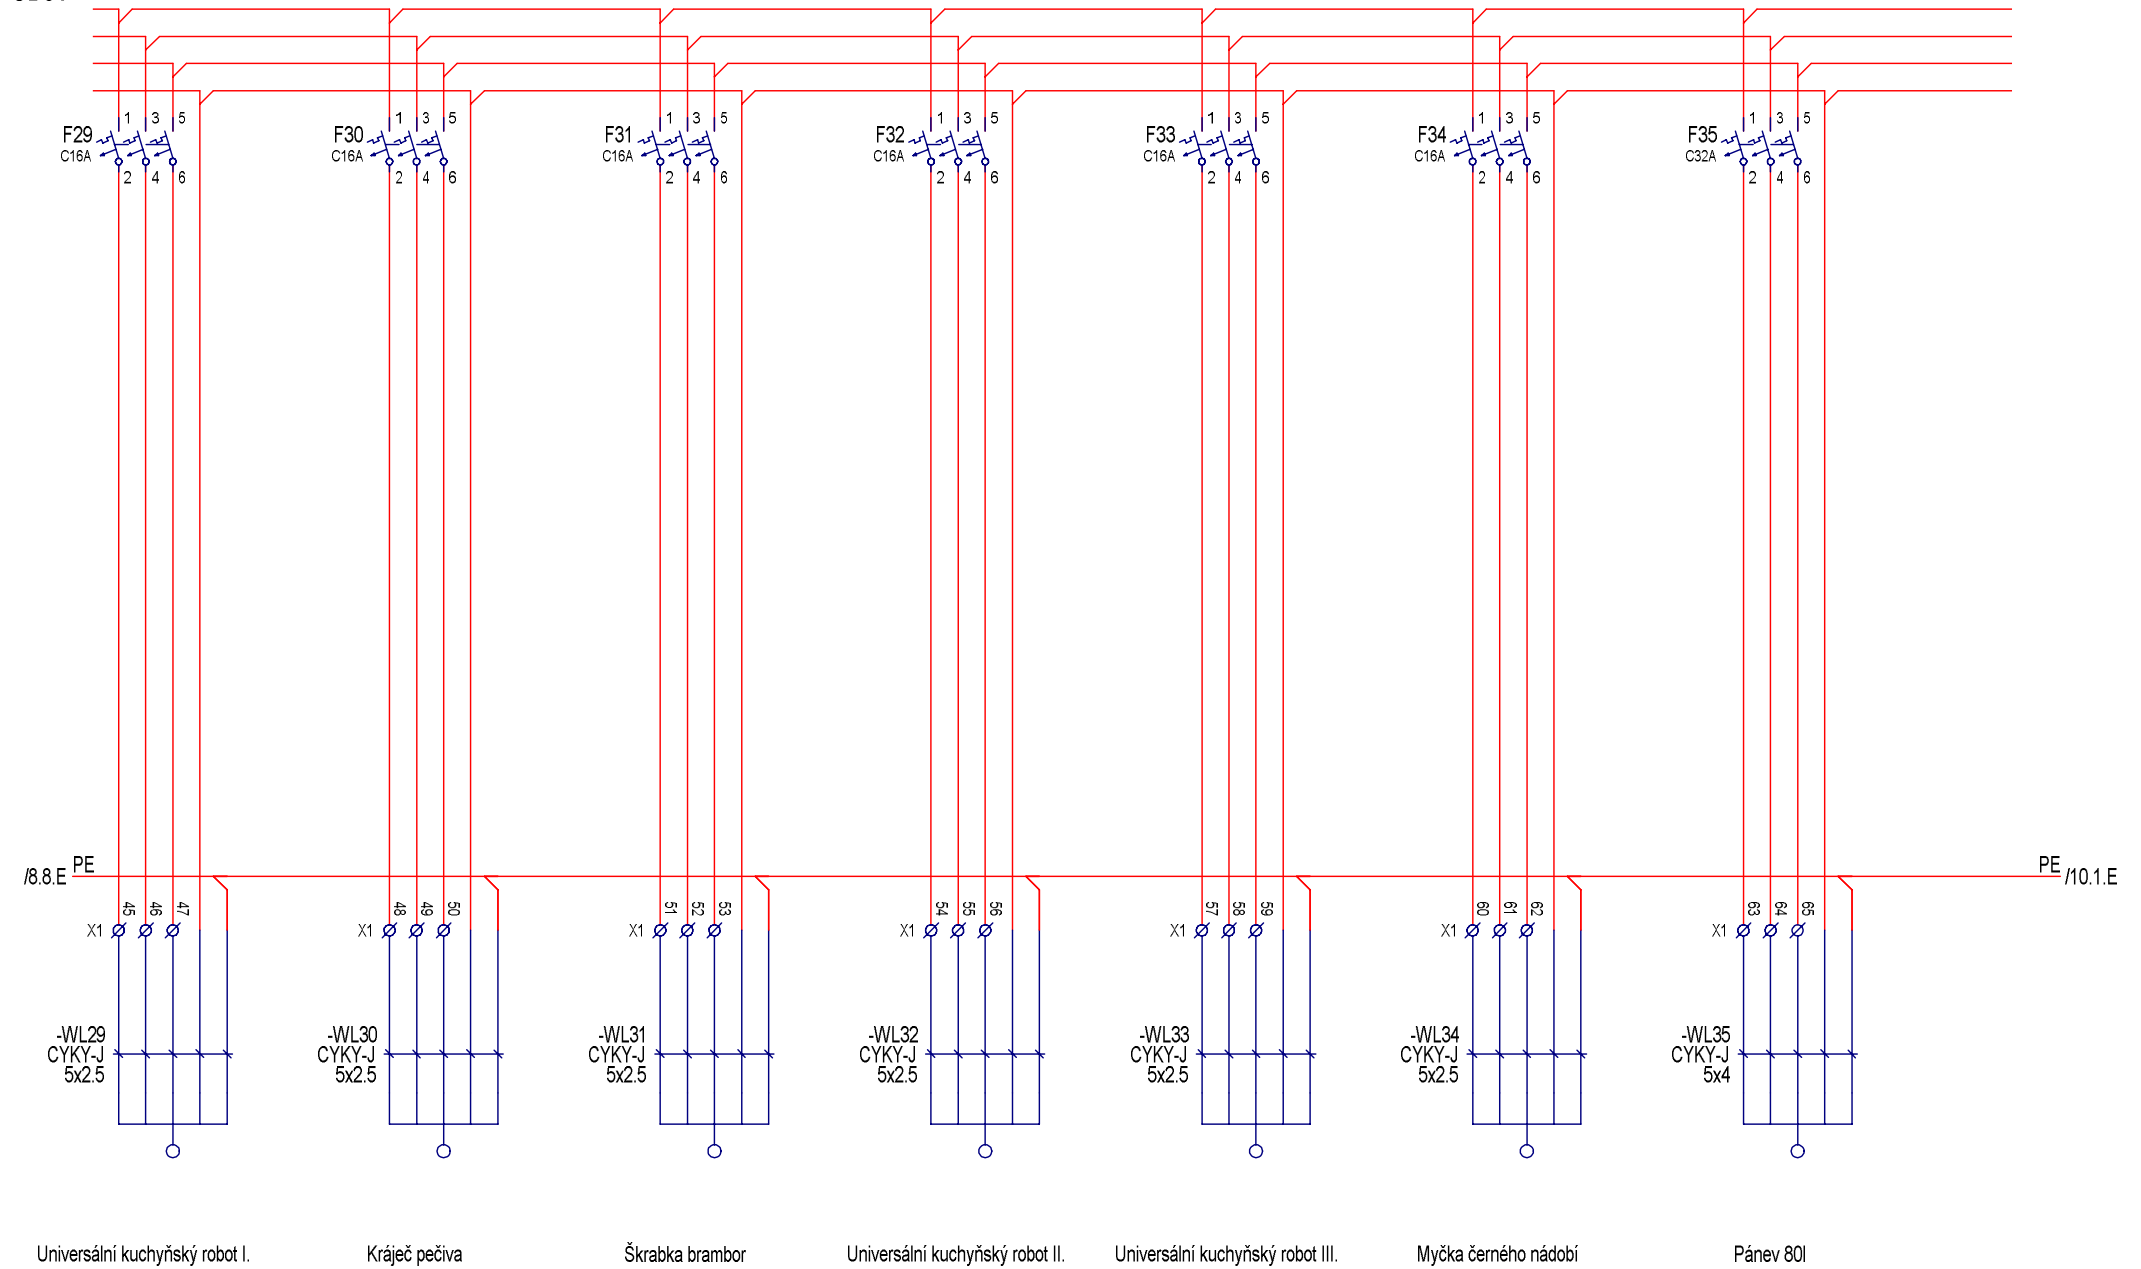 1 3 5 1 3 5 1 3 5 1 3 5 1 3 5 1 3 5 1 3 5
F29 F30 F31 F32 F33 F34 F35
C16A C16A C16A C16A C16A C16A C32A
2 4 6 2 4 6 2 4 6 2 4 6 2 4 6 2 4 6 2 4 6
PE PE
/8.8.E /10.1.E
45 46 47 48 49 50 51 52 53 54 55 56 57 58 59 60 61 62 63 64 65
X1 X1 X1 X1 X1 X1 X1
-WL29 -WL30 -WL31 -WL32 -WL33 -WL34 -WL35
CYKY-J CYKY-J CYKY-J CYKY-J CYKY-J CYKY-J CYKY-J
5x2.5 5x2.5 5x2.5 5x2.5 5x2.5 5x2.5 5x4
Universální kuchyňský robot I. Kráječ pečiva Škrabka brambor Universální kuchyňský robot II. Universální kuchyňský robot III. Myčka černého nádobí Pánev 80l